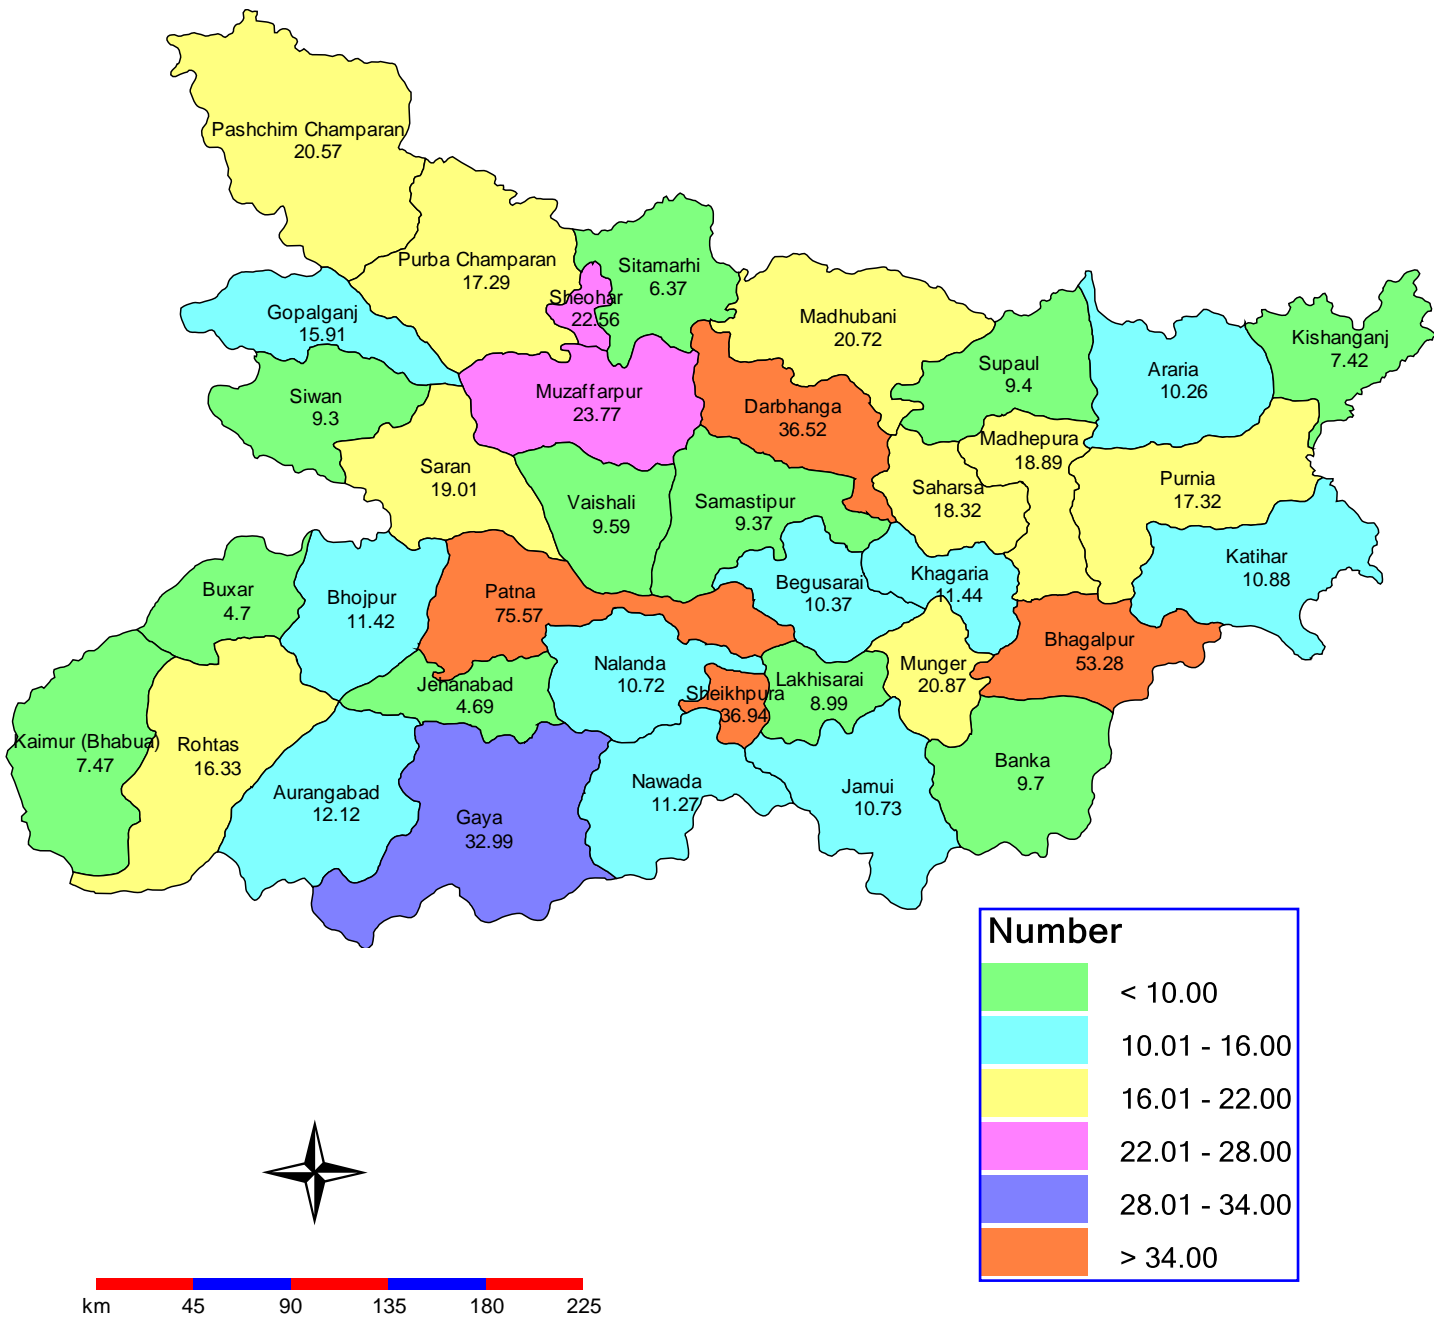 Pashchim Champaran
20.57
Purba Champaran
17.29
Sitamarhi
6.37
Sheohar
22.56
Gopalganj
15.91
Madhubani
20.72
Kishanganj
7.42
Supaul
9.4
Araria
10.26
Siwan
9.3
Muzaffarpur
23.77
Darbhanga
36.52
Madhepura
18.89
Saran
19.01
Purnia
17.32
Saharsa
18.32
Vaishali
9.59
Samastipur
9.37
Katihar
10.88
Khagaria
11.44
Begusarai
10.37
Buxar
4.7
Bhojpur
11.42
Patna
75.57
Bhagalpur
53.28
Nalanda
10.72
Munger
20.87
Jehanabad
4.69
Sheikhpura
36.94
Lakhisarai
8.99
Kaimur (Bhabua)
7.47
Rohtas
16.33
Banka
9.7
Aurangabad
12.12
Nawada
11.27
Jamui
10.73
Gaya
32.99
Number
< 10.00
10.01 - 16.00
16.01 - 22.00
22.01 - 28.00
28.01 - 34.00
> 34.00
km 45 90 135 180 225